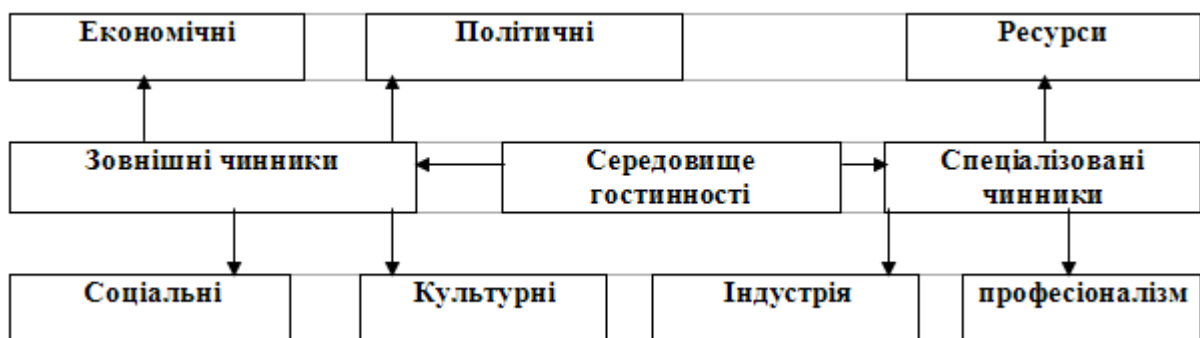 Економічні
Політичні
Ресурси
Зовнішні чинники
Середовище
гостинності
Спеціалізовані
чинники
Соціальні
Культурні
Індустрія
професіоналізм